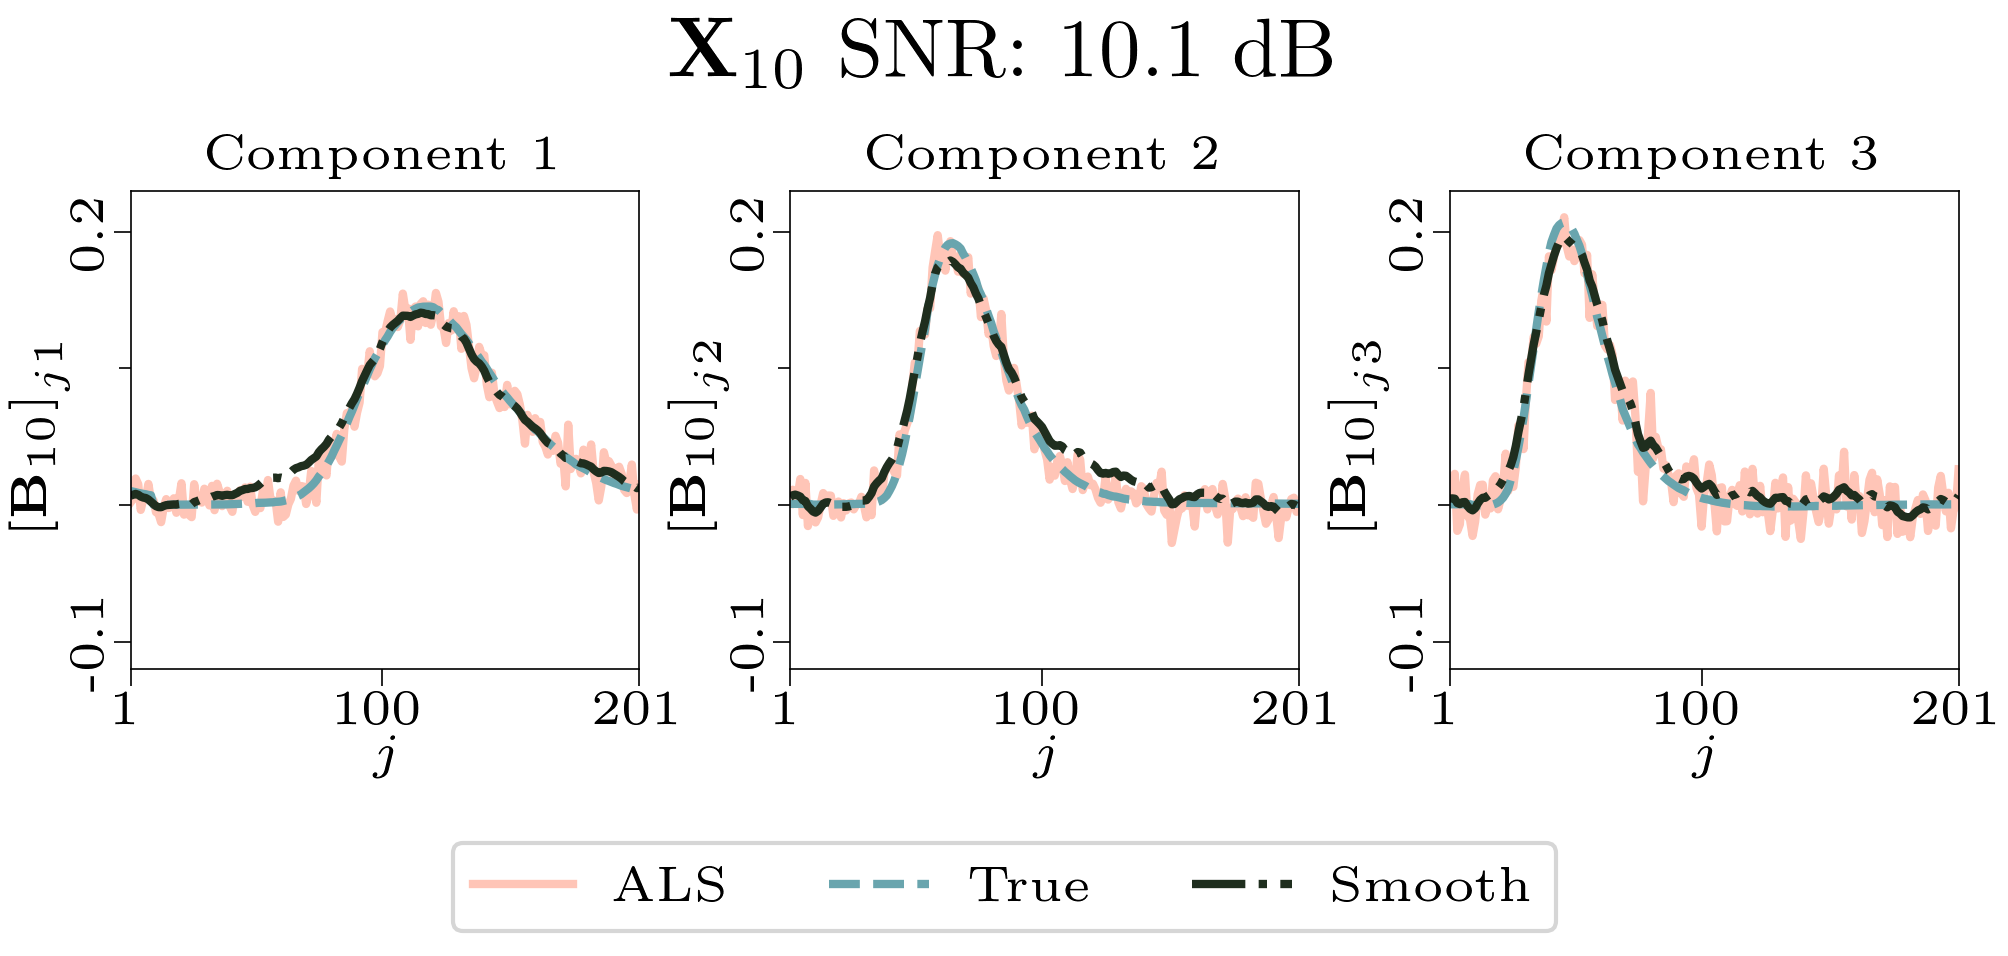 X₁₀ SNR: 10.1 dB
Component 1
Component 2
Component 3
0.2
-0.1
[B₁₀]ⱼ₁
1
100
201
j
0.2
-0.1
[B₁₀]ⱼ₂
1
100
201
j
0.2
-0.1
[B₁₀]ⱼ₃
1
100
201
j
ALS True Smooth